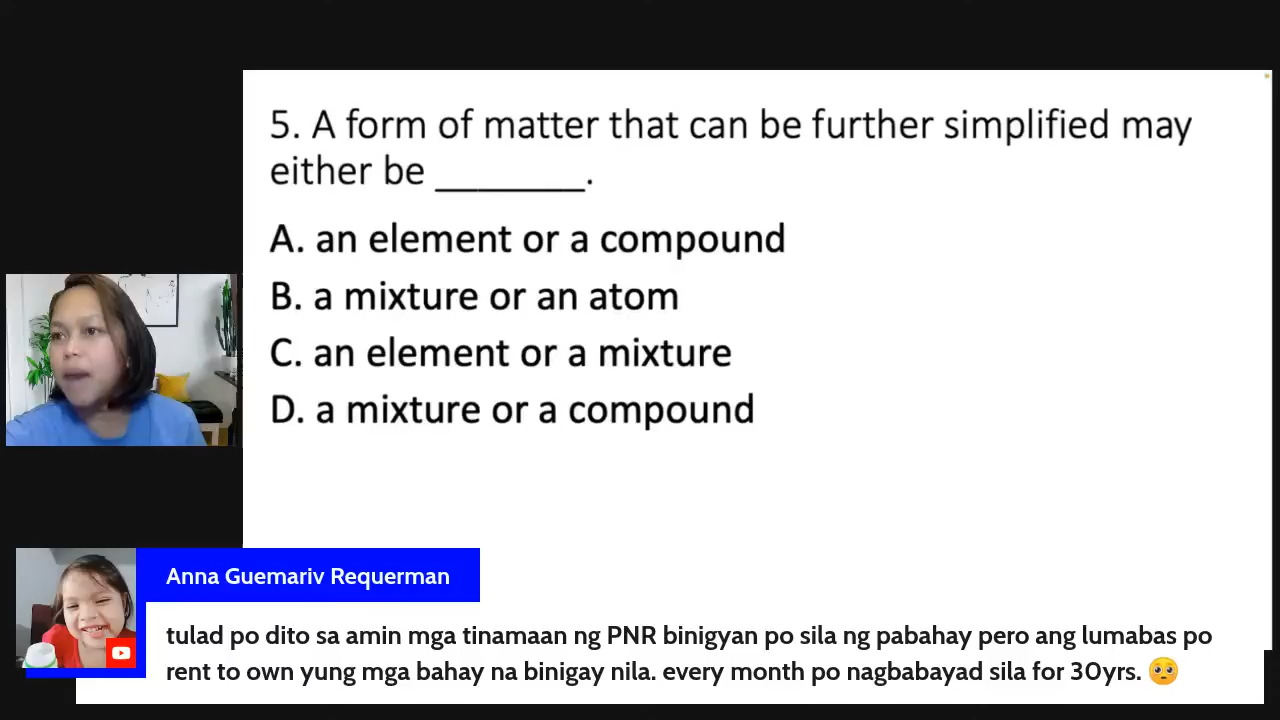 5. A form of matter that can be further simplified may
either be _______.
A. an element or a compound
B. a mixture or an atom
C. an element or a mixture
D. a mixture or a compound
Anna Guemariv Requerman
tulad po dito sa amin mga tinamaan ng PNR binigyan po sila ng pabahay pero ang lumabas po
rent to own yung mga bahay na binigay nila. every month po nagbabayad sila for 30yrs. 🥺